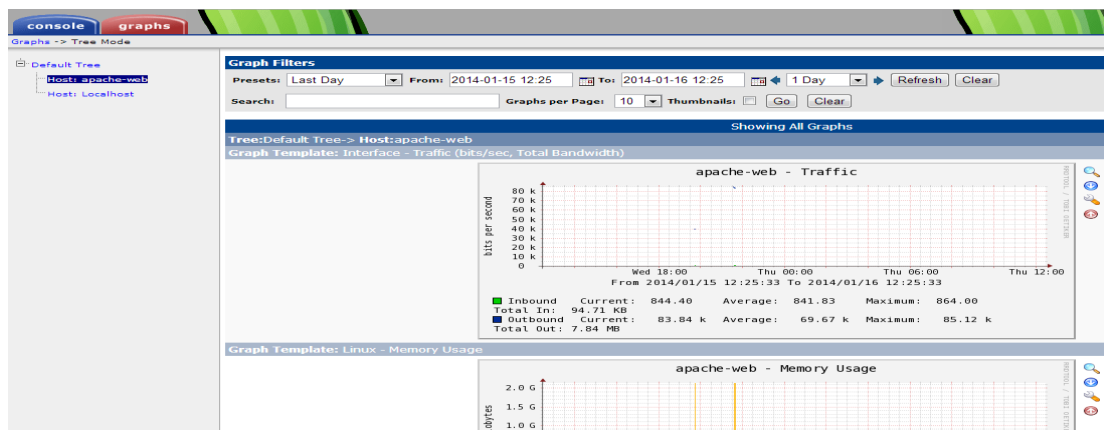 console graphs
Graphs -> Tree Mode
Default Tree
Host: apache-web
Host: Localhost
Graph Filters
Presets: Last Day From: 2014-01-15 12:25 To: 2014-01-16 12:25 1 Day Refresh Clear
Search: Graphs per Page: 10 Thumbnails: Go Clear
Showing All Graphs
Tree:Default Tree-> Host:apache-web
Graph Template: Interface - Traffic (bits/sec, Total Bandwidth)
apache-web - Traffic
bits per second
80 k
70 k
60 k
50 k
40 k
30 k
20 k
10 k
0
Wed 18:00 Thu 00:00 Thu 06:00 Thu 12:00
From 2014/01/15 12:25:33 To 2014/01/16 12:25:33
Inbound Current: 844.40 Average: 841.83 Maximum: 864.00
Total In: 94.71 KB
Outbound Current: 83.84 k Average: 69.67 k Maximum: 85.12 k
Total Out: 7.84 MB
RRDTOOL / TOBI OETIKER
Graph Template: Linux - Memory Usage
apache-web - Memory Usage
2.0 G
1.5 G
1.0 G